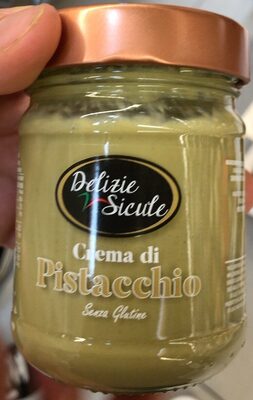 Delizie
Sicule
Crema di
Pistacchio
Senza Glutine